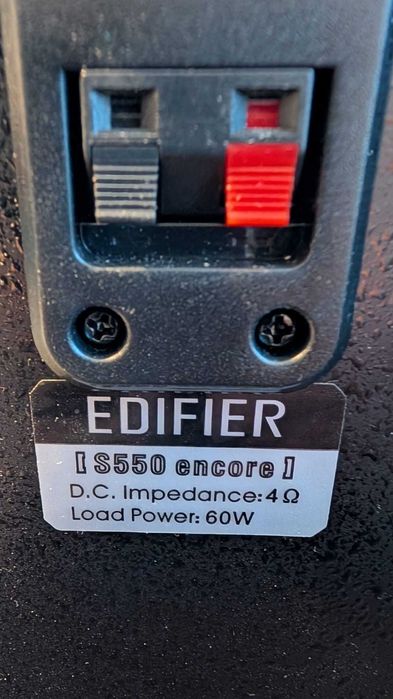 EDIFIER
[ S550 encore ]
D.C. Impedance: 4Ω
Load Power: 60W